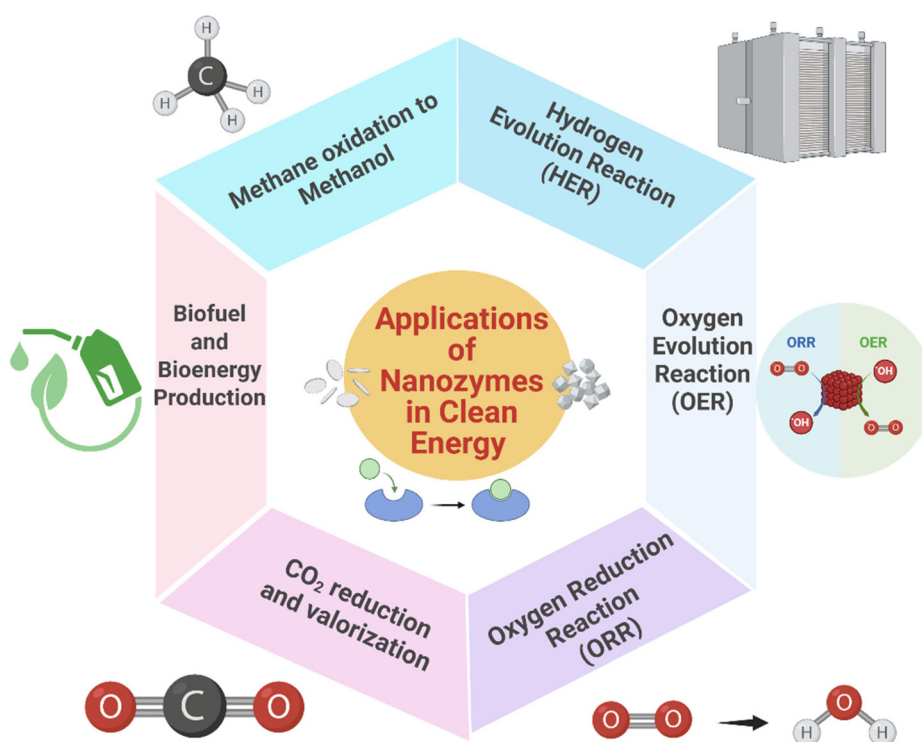 H
H
C
H
H
Methane oxidation to
Methanol
Hydrogen
Evolution Reaction
(HER)
Biofuel
and
Bioenergy
Production
Applications
of
Nanozymes
in Clean
Energy
Oxygen
Evolution
Reaction
(OER)
ORR
OER
O O
•OH
•OH
O O
CO₂ reduction
and valorization
Oxygen Reduction
Reaction
(ORR)
O C O
O O
O
H H